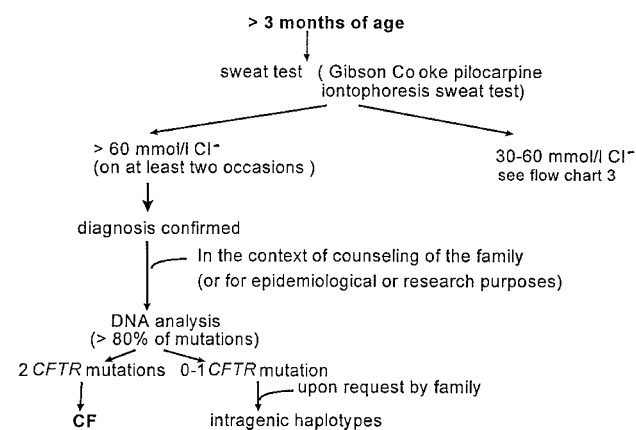 > 3 months of age
sweat test ( Gibson Cooke pilocarpine
iontophoresis sweat test)
> 60 mmol/l Cl⁻
(on at least two occasions )
30-60 mmol/l Cl⁻
see flow chart 3
diagnosis confirmed
In the context of counseling of the family
(or for epidemiological or research purposes)
DNA analysis
(> 80% of mutations)
2 CFTR mutations
0-1 CFTR mutation
upon request by family
CF
intragenic haplotypes